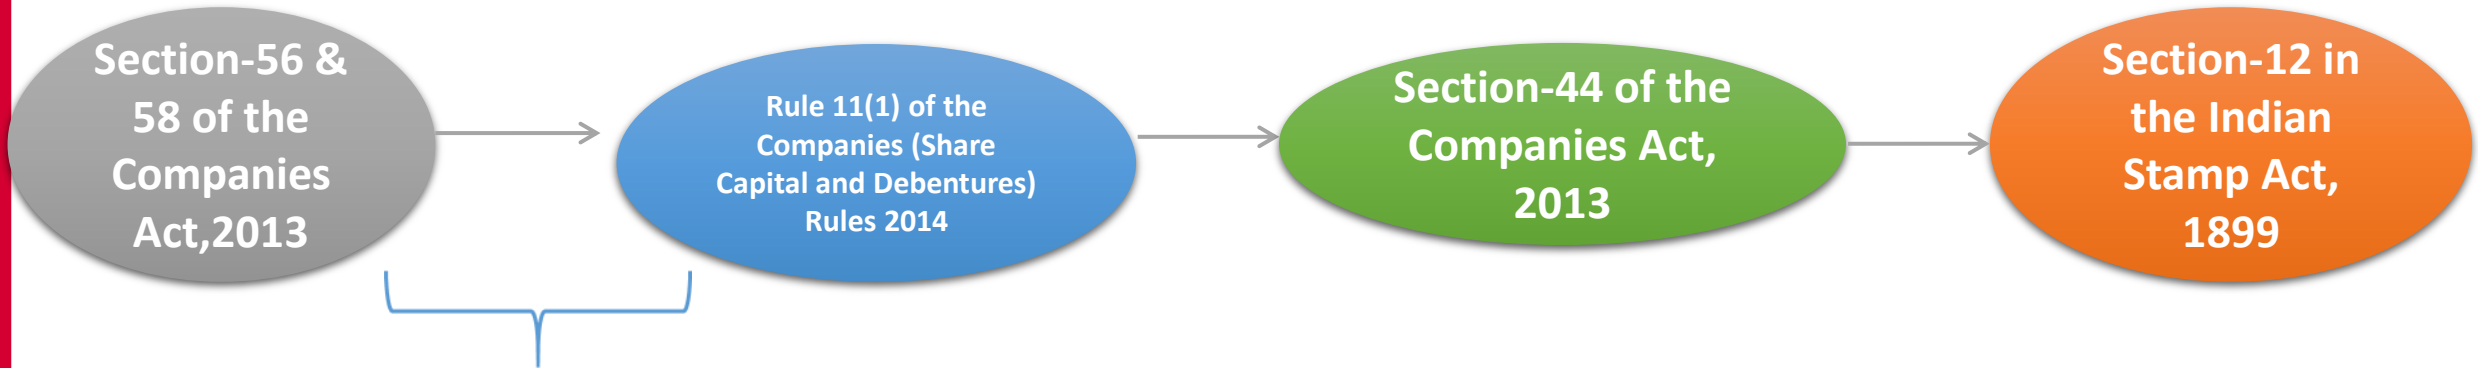 Section-56 &
58 of the
Companies
Act,2013
Rule 11(1) of the
Companies (Share
Capital and Debentures)
Rules 2014
Section-44 of the
Companies Act,
2013
Section-12 in
the Indian
Stamp Act,
1899